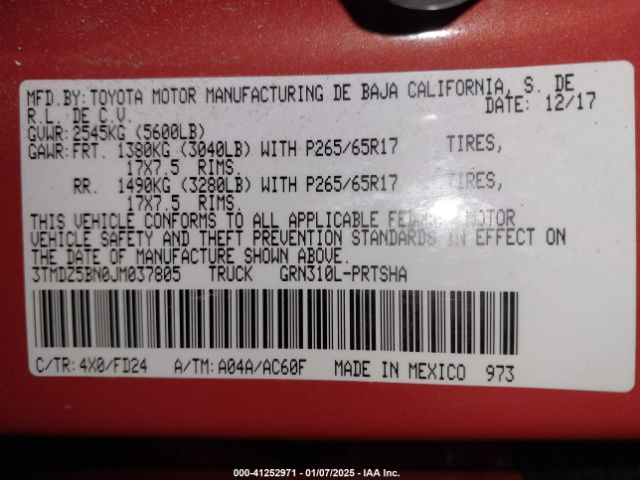 MFD.BY: TOYOTA MOTOR MANUFACTURING DE BAJA CALIFORNIA, S. DE
R.L. DE C.V. DATE: 12/17
GVWR: 2545KG (5600LB)
GAWR: FRT. 1380KG (3040LB) WITH P265/65R17 TIRES,
17X7.5 RIMS.
RR. 1490KG (3280LB) WITH P265/65R17 TIRES,
17X7.5 RIMS.
THIS VEHICLE CONFORMS TO ALL APPLICABLE FEDERAL MOTOR
VEHICLE SAFETY AND THEFT PREVENTION STANDARDS IN EFFECT ON
THE DATE OF MANUFACTURE SHOWN ABOVE.
3TMDZ5BN0JM037805 TRUCK GRN310L-PRTSHA
C/TR: 4X0/FD24 A/TM: A04A/AC60F MADE IN MEXICO 973
000-41252971 - 01/07/2025 - IAA Inc.